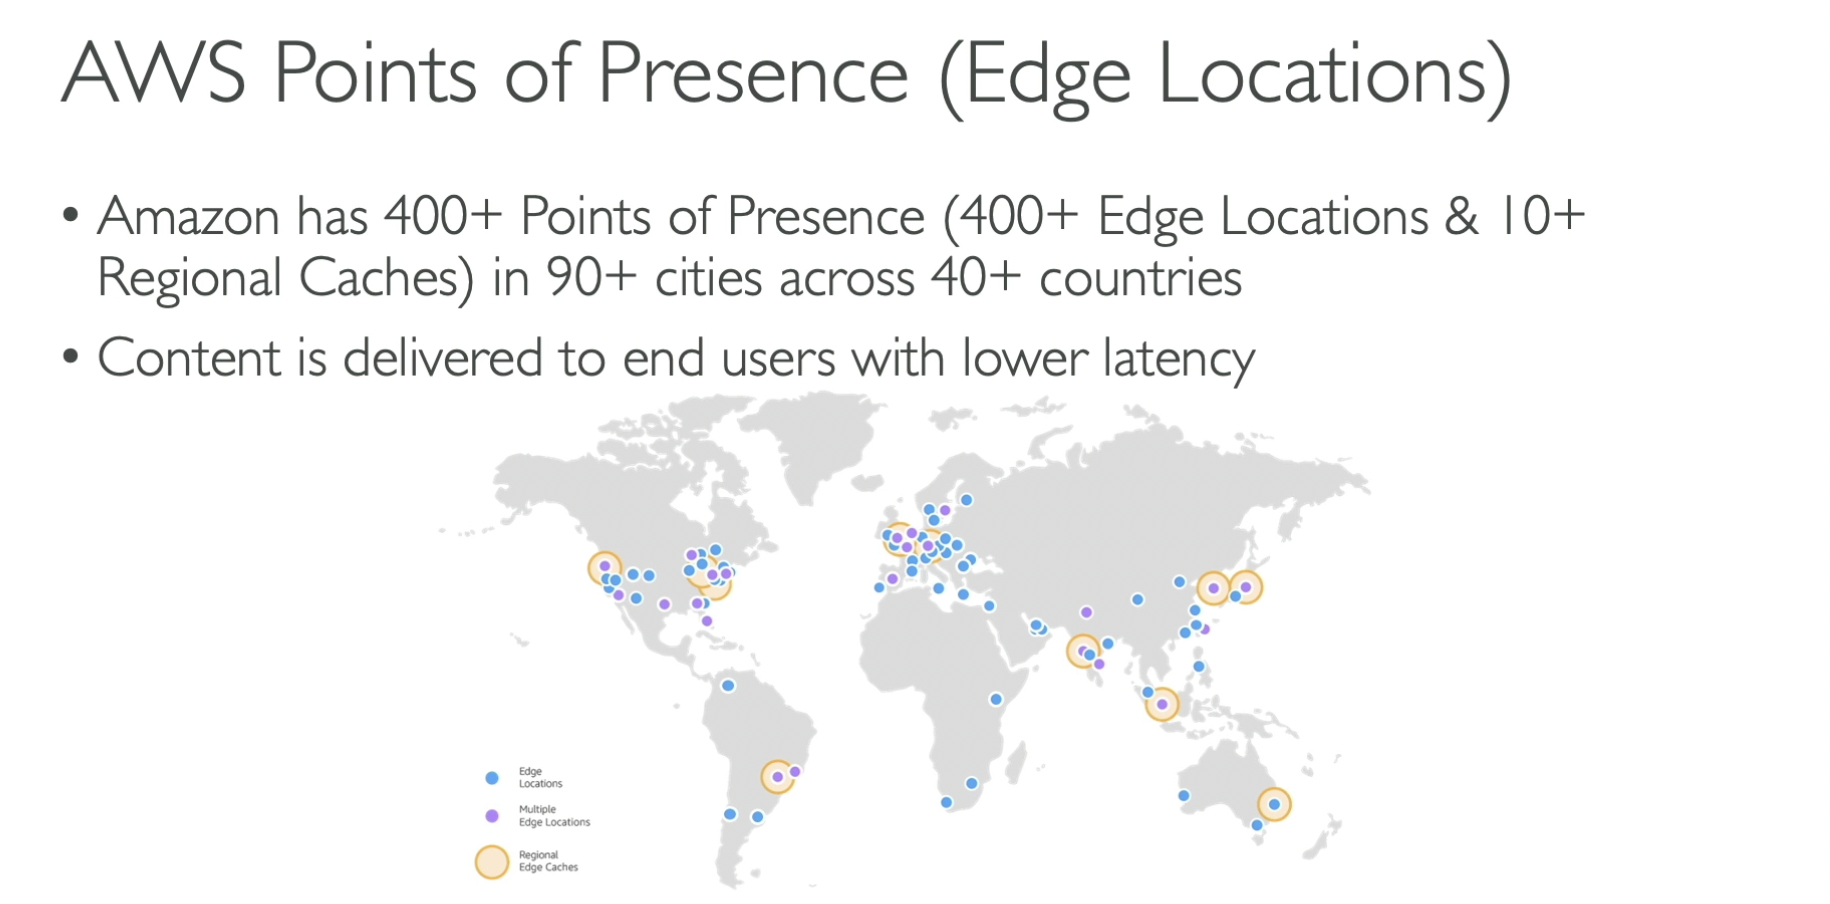 AWS Points of Presence (Edge Locations)
• Amazon has 400+ Points of Presence (400+ Edge Locations & 10+
Regional Caches) in 90+ cities across 40+ countries
• Content is delivered to end users with lower latency
Edge
Locations
Multiple
Edge Locations
Regional
Edge Caches